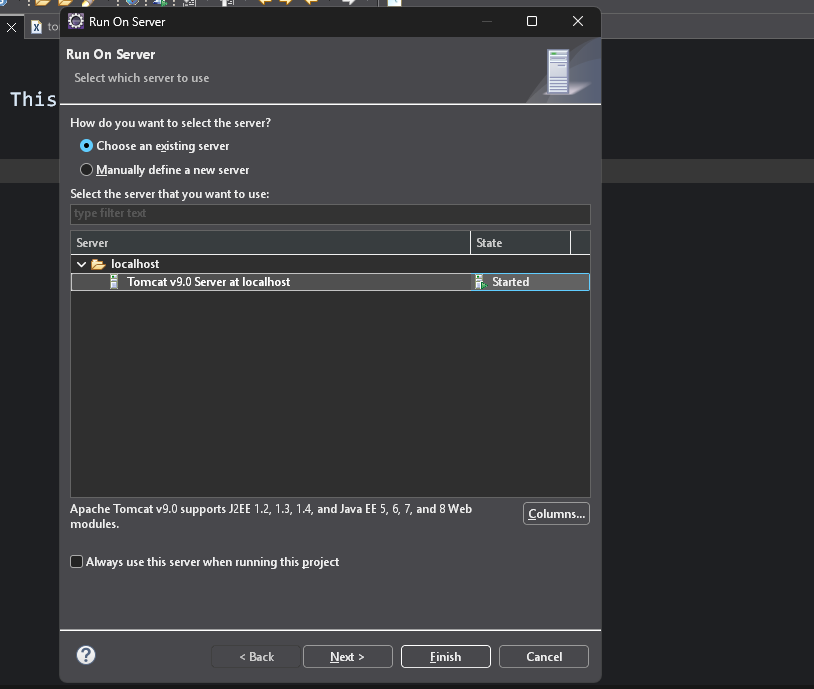 to
Run On Server
Run On Server
Select which server to use
This
How do you want to select the server?
Choose an existing server
Manually define a new server
Select the server that you want to use:
type filter text
Server State
localhost
Tomcat v9.0 Server at localhost Started
Apache Tomcat v9.0 supports J2EE 1.2, 1.3, 1.4, and Java EE 5, 6, 7, and 8 Web
modules.
Columns...
Always use this server when running this project
? < Back Next > Finish Cancel